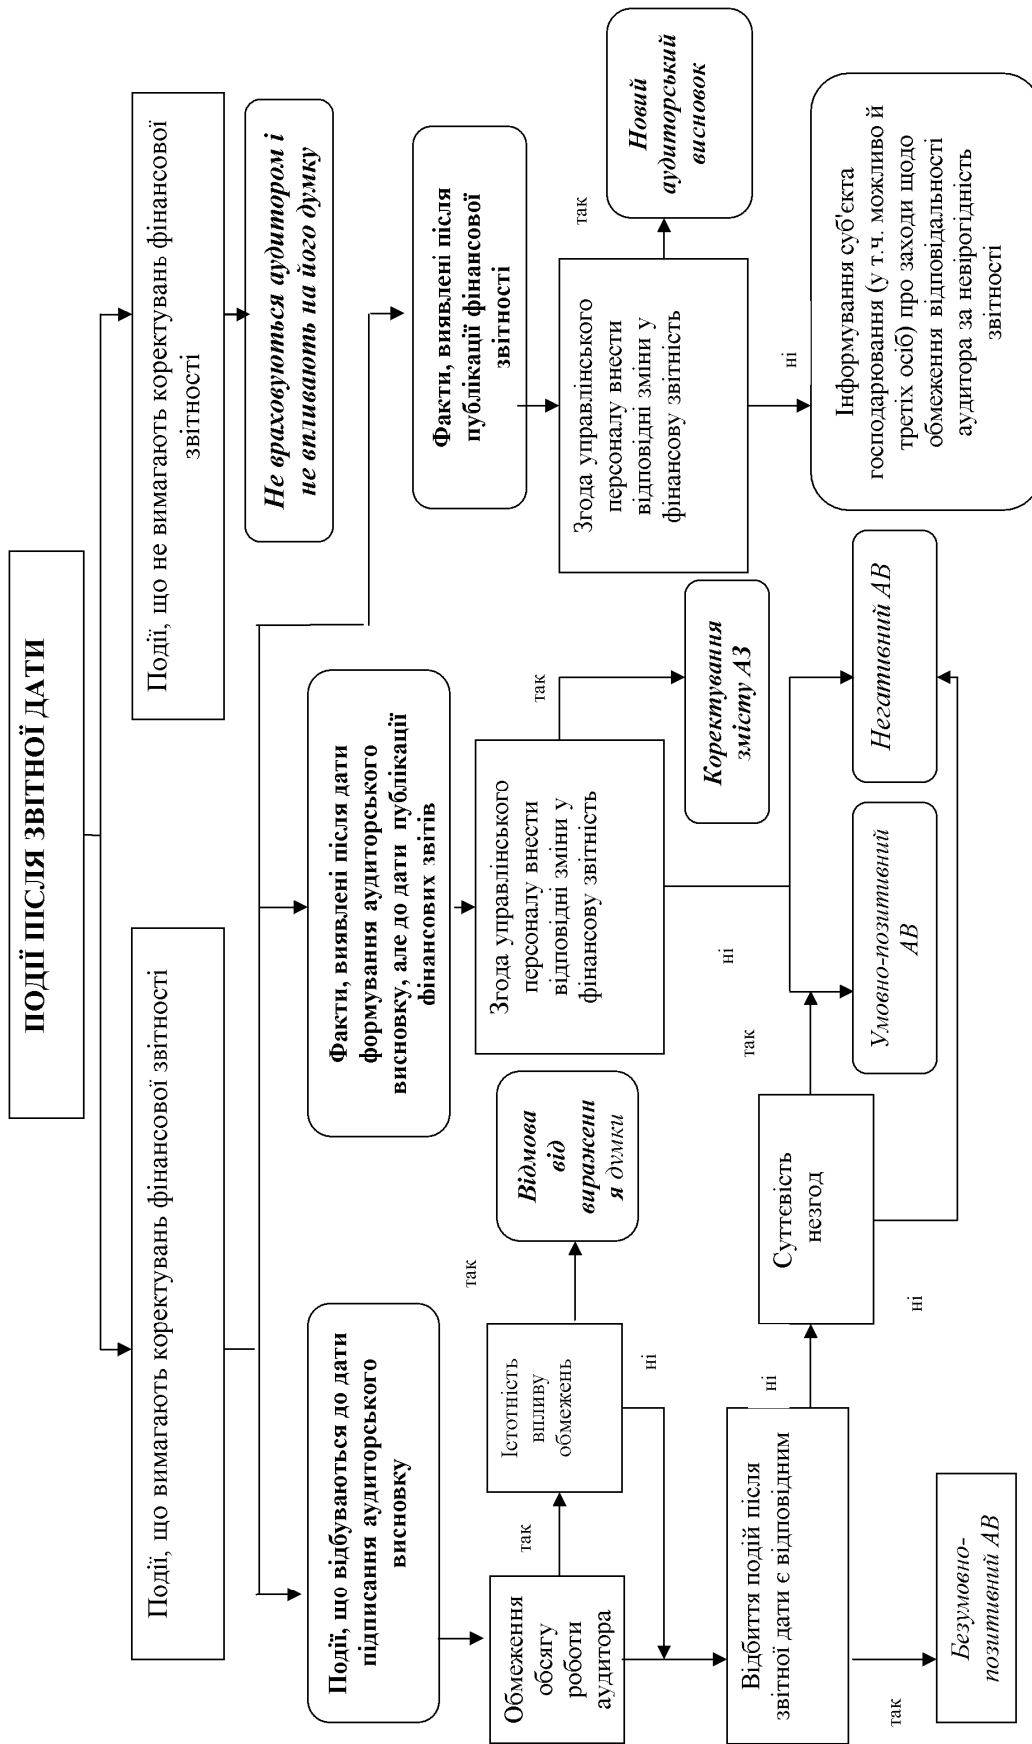 ПОДІЇ ПІСЛЯ ЗВІТНОЇ ДАТИ
Події, що вимагають коректувань фінансової звітності
Події, що не вимагають коректувань фінансової
звітності
Не враховуються аудитором і
не впливають на його думку
Події, що відбуваються до дати
підписання аудиторського
висновку
Факти, виявлені після дати
формування аудиторського
висновку, але до дати публікації
фінансових звітів
Факти, виявлені після
публікації фінансової
звітності
Обмеження
обсягу
роботи
аудитора
так
Істотність
впливу
обмежень
так
Відмова
від
вираженн
я думки
ні
Згода управлінського
персоналу внести
відповідні зміни у
фінансову звітність
так
Коректування
змісту АЗ
ні
Згода управлінського
персоналу внести
відповідні зміни у
фінансову звітність
так
Новий
аудиторський
висновок
ні
Інформування суб'єкта
господарювання (у т.ч. можливо й
третіх осіб) про заходи щодо
обмеження відповідальності
аудитора за невірогідність
звітності
Відбиття подій після
звітної дати є відповідним
ні
Суттєвість
незгод
так
ні
Умовно-позитивний
АВ
Негативний АВ
так
Безумовно-
позитивний АВ